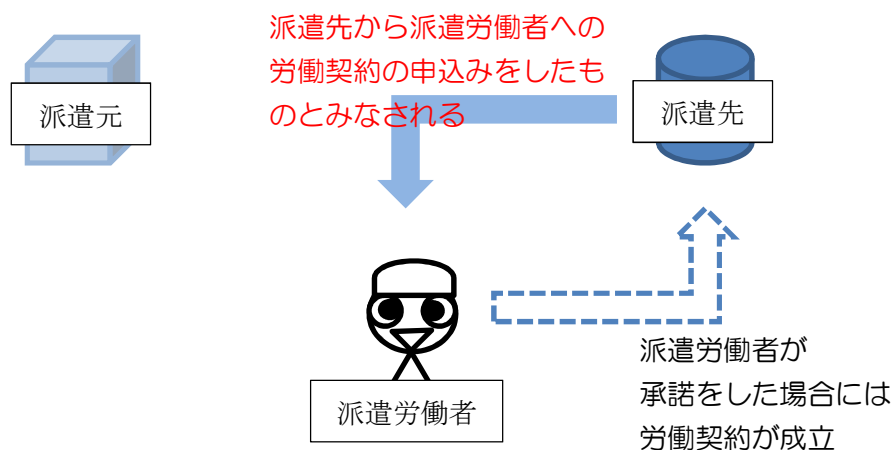 派遣先から派遣労働者への
労働契約の申込みをしたも
のとみなされる
派遣元
派遣先
派遣労働者
派遣労働者が
承諾をした場合には
労働契約が成立